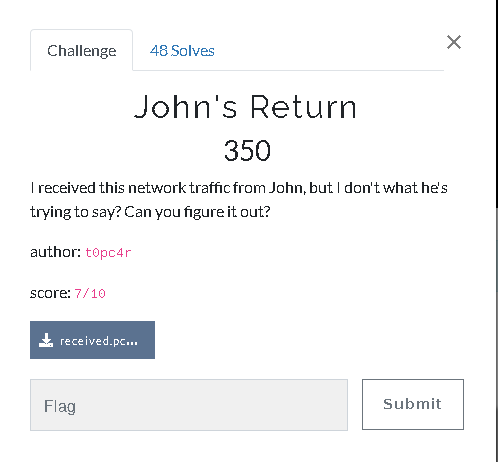 Challenge
48 Solves
×
John's Return
350
I received this network traffic from John, but I don't what he's
trying to say? Can you figure it out?
author: t0pc4r
score: 7/10
received.pc...
Flag
Submit